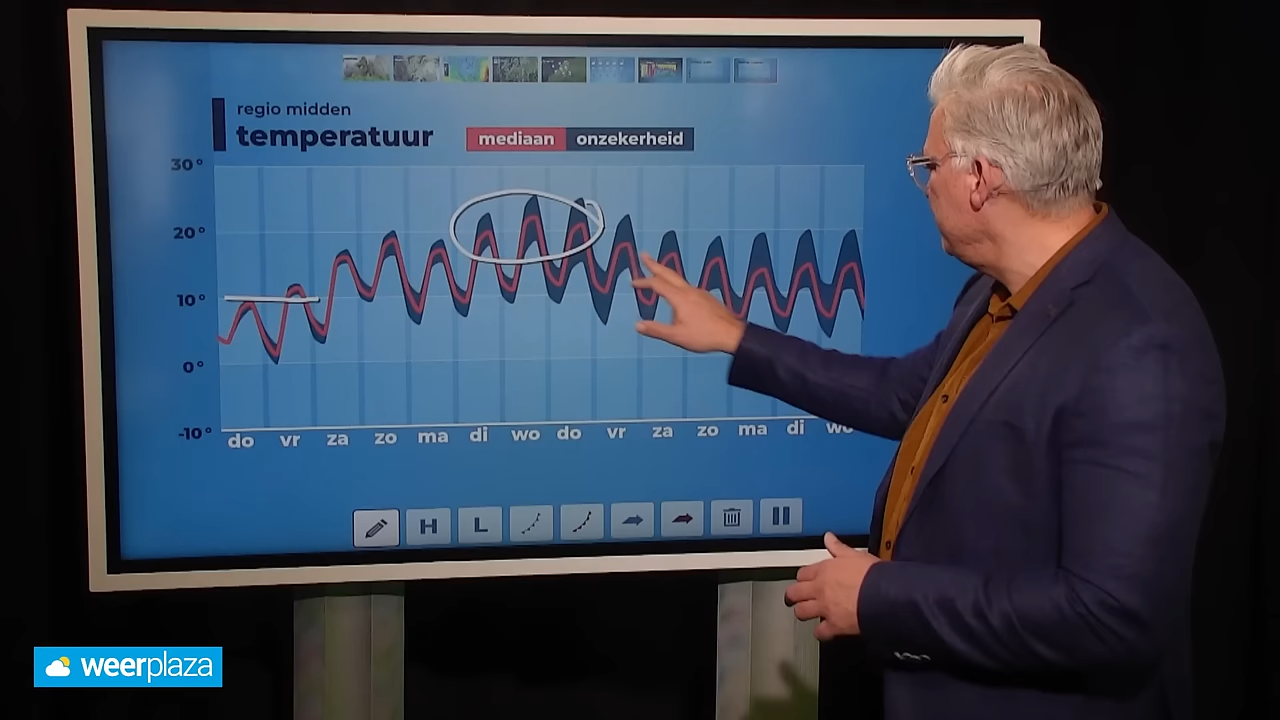 regio midden
temperatuur
mediaan onzekerheid
30°
20°
10°
0°
-10°
do vr za zo ma di wo do vr za zo ma di wo
H L
weerplaza